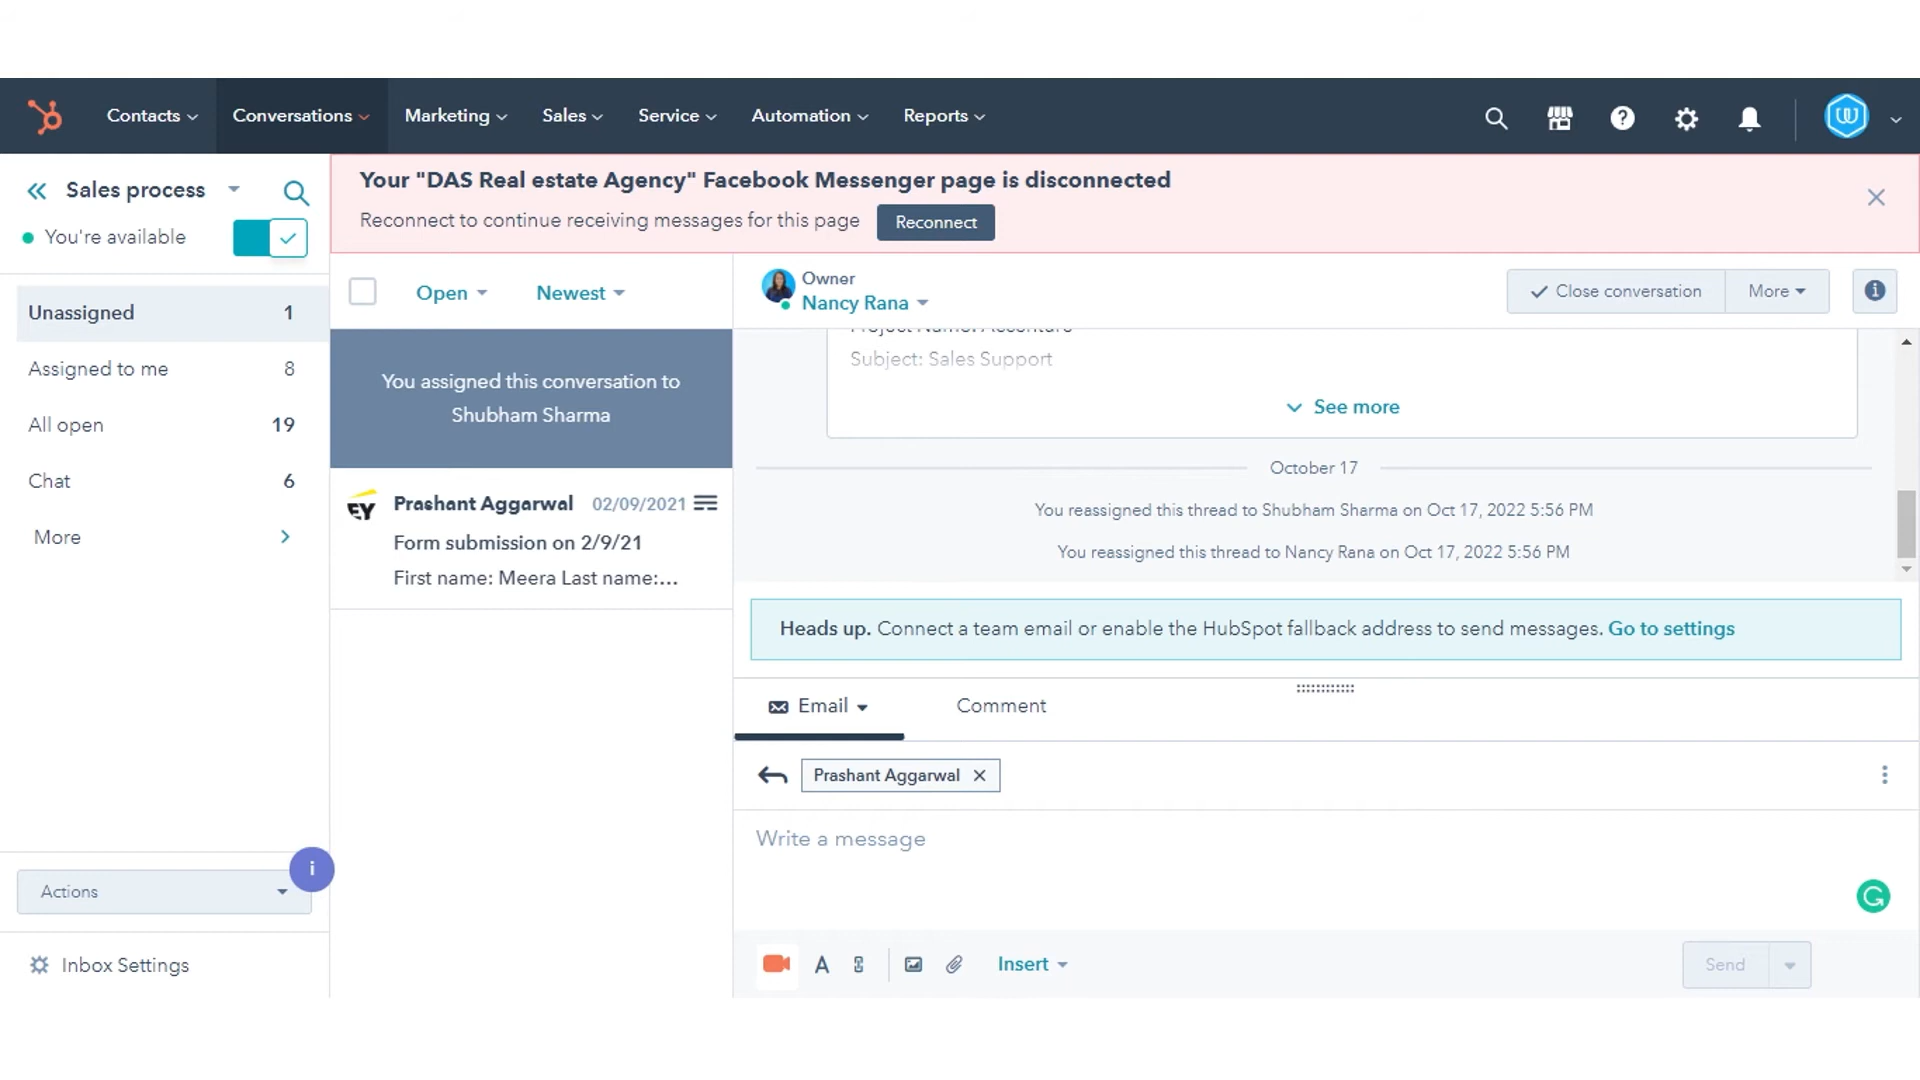 Contacts
Conversations
Marketing
Sales
Service
Automation
Reports
Sales process
You're available
Unassigned 1
Assigned to me 8
All open 19
Chat 6
More
Actions
i
Inbox Settings
Your "DAS Real estate Agency" Facebook Messenger page is disconnected
Reconnect to continue receiving messages for this page
Reconnect
Open
Newest
You assigned this conversation to
Shubham Sharma
EY
Prashant Aggarwal 02/09/2021
Form submission on 2/9/21
First name: Meera Last name:...
Owner
Nancy Rana
Close conversation
More
Project Name: Accenture
Subject: Sales Support
See more
October 17
You reassigned this thread to Shubham Sharma on Oct 17, 2022 5:56 PM
You reassigned this thread to Nancy Rana on Oct 17, 2022 5:56 PM
Heads up. Connect a team email or enable the HubSpot fallback address to send messages. Go to settings
Email
Comment
Prashant Aggarwal
Write a message
Insert
Send